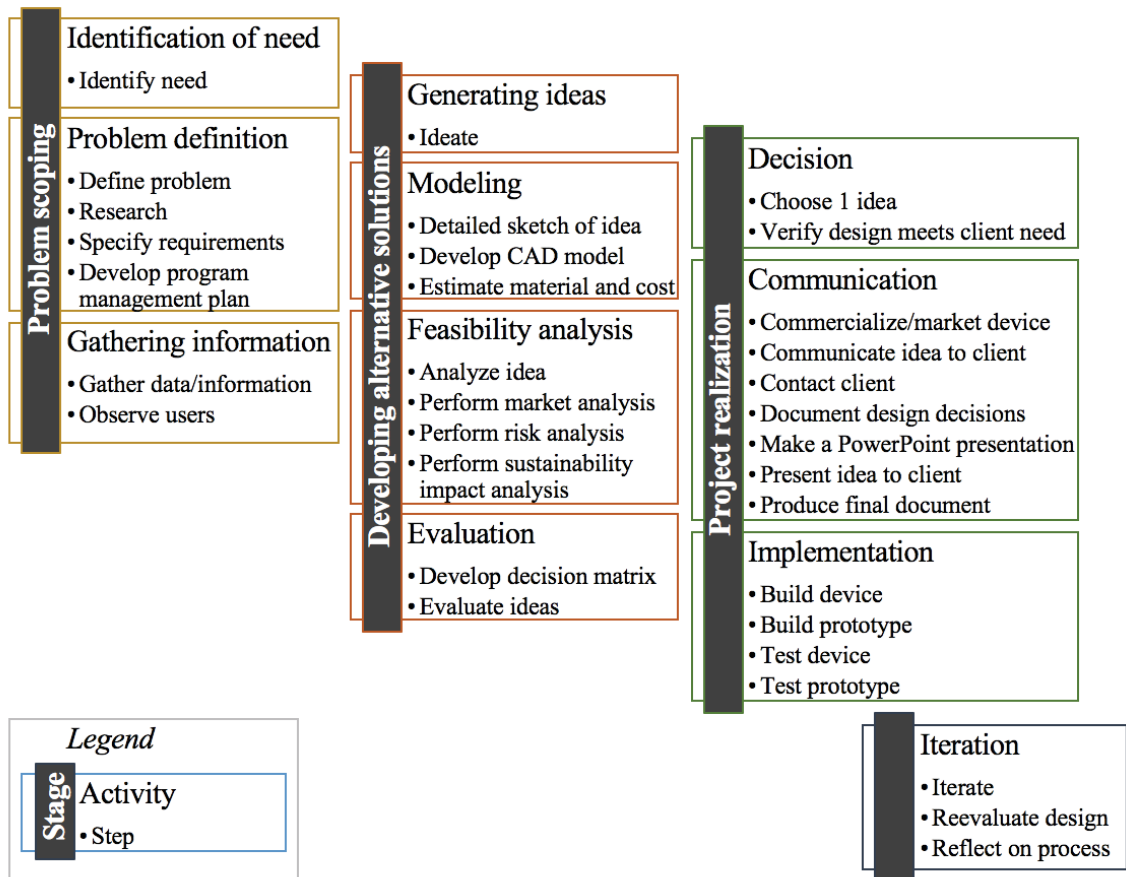 Problem scoping
Identification of need
• Identify need
Problem definition
• Define problem
• Research
• Specify requirements
• Develop program
management plan
Gathering information
• Gather data/information
• Observe users
Developing alternative solutions
Generating ideas
• Ideate
Modeling
• Detailed sketch of idea
• Develop CAD model
• Estimate material and cost
Feasibility analysis
• Analyze idea
• Perform market analysis
• Perform risk analysis
• Perform sustainability
impact analysis
Evaluation
• Develop decision matrix
• Evaluate ideas
Project realization
Decision
• Choose 1 idea
• Verify design meets client need
Communication
• Commercialize/market device
• Communicate idea to client
• Contact client
• Document design decisions
• Make a PowerPoint presentation
• Present idea to client
• Produce final document
Implementation
• Build device
• Build prototype
• Test device
• Test prototype
Iteration
• Iterate
• Reevaluate design
• Reflect on process
Legend
Stage
Activity
• Step